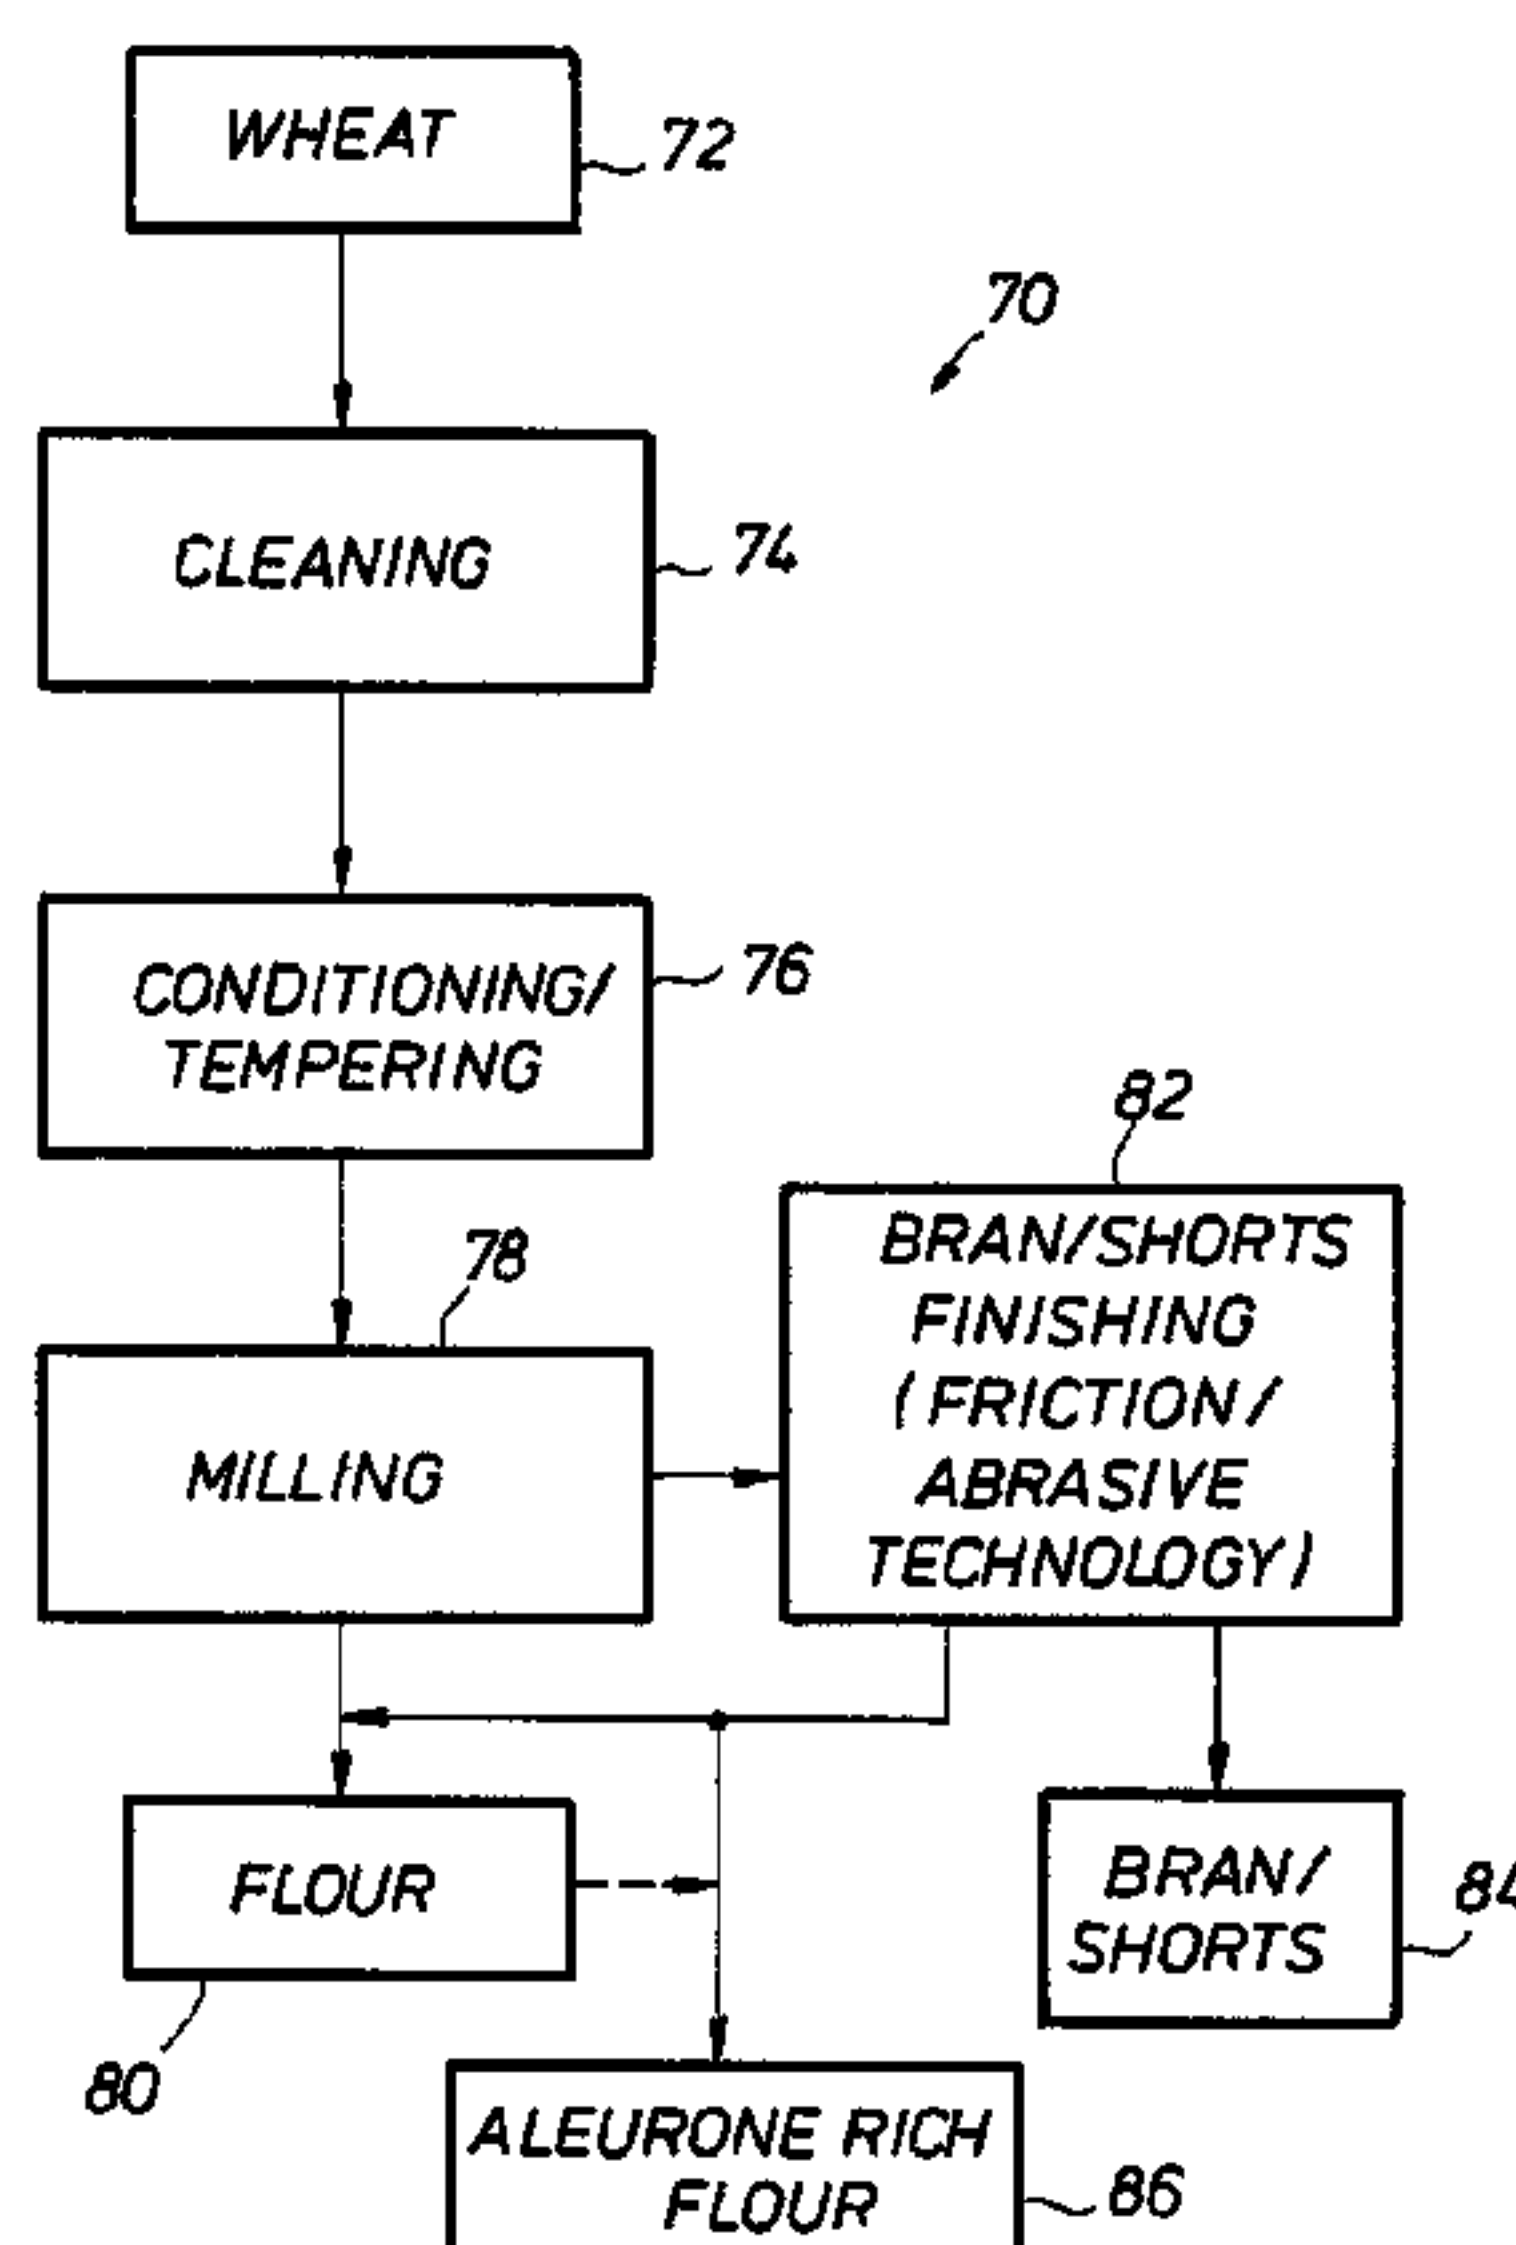 WHEAT
72
70
CLEANING
74
CONDITIONING/
TEMPERING
76
82
78
BRAN/SHORTS
FINISHING
(FRICTION/
ABRASIVE
TECHNOLOGY)
MILLING
FLOUR
80
BRAN/
SHORTS
84
ALEURONE RICH
FLOUR
86